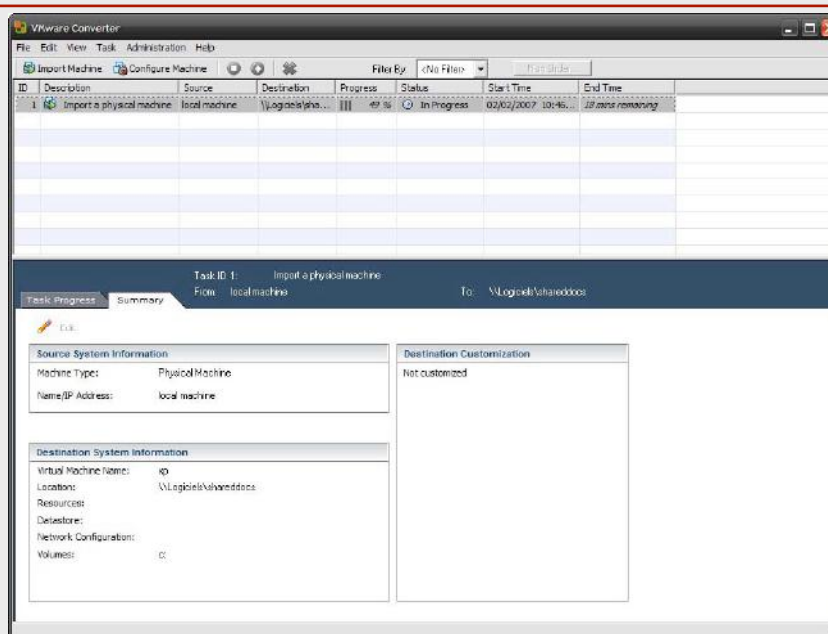 VMware Converter
File Edit View Task Administration Help
Import Machine Configure Machine Filter By: <No Filter>
ID Description Source Destination Progress Status Start Time End Time
1 Import a physical machine local machine \\Logiciels\sha... 49 % In Progress 02/02/2007 10:46... 18 mins remaining
Task ID 1: Import a physical machine
From: local machine To: \\Logiciels\shareddocs
Task Progress Summary
Edit
Source System Information
Machine Type: Physical Machine
Name/IP Address: local machine
Destination Customization
Not customized
Destination System Information
Virtual Machine Name: xp
Location: \\Logiciels\shareddocs
Resources:
Datastore:
Network Configuration:
Volumes: c: